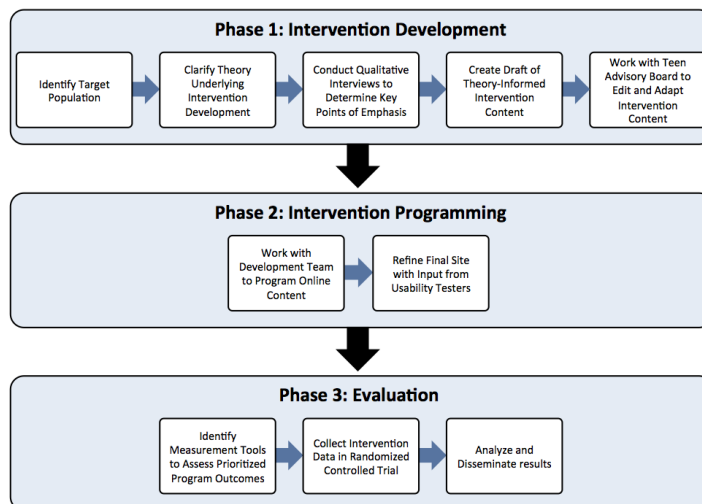 Phase 1: Intervention Development
Identify Target
Population
Clarify Theory
Underlying
Intervention
Development
Conduct Qualitative
Interviews to
Determine Key
Points of Emphasis
Create Draft of
Theory-Informed
Intervention
Content
Work with Teen
Advisory Board to
Edit and Adapt
Intervention
Content
Phase 2: Intervention Programming
Work with
Development Team
to Program Online
Content
Refine Final Site
with Input from
Usability Testers
Phase 3: Evaluation
Identify
Measurement Tools
to Assess Prioritized
Program Outcomes
Collect Intervention
Data in Randomized
Controlled Trial
Analyze and
Disseminate results